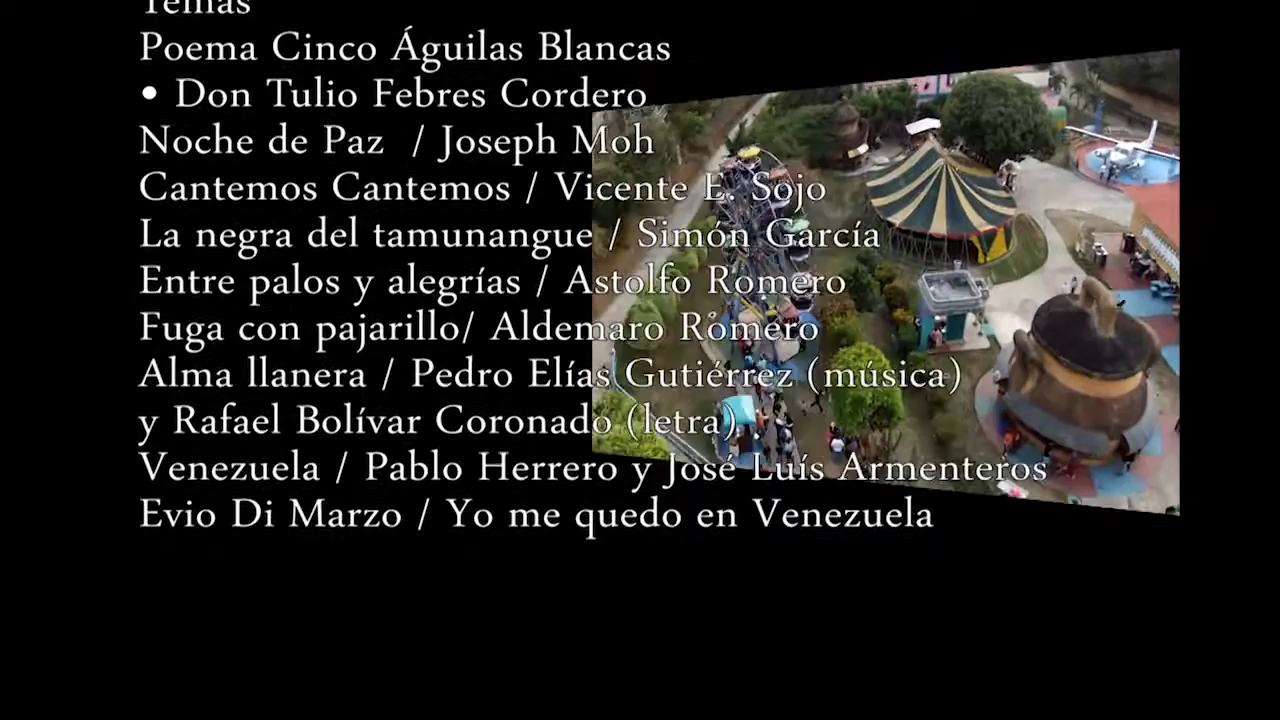 Temas
Poema Cinco Águilas Blancas
• Don Tulio Febres Cordero
Noche de Paz / Joseph Moh
Cantemos Cantemos / Vicente E. Sojo
La negra del tamunangue / Simón García
Entre palos y alegrías / Astolfo Romero
Fuga con pajarillo/ Aldemaro Romero
Alma llanera / Pedro Elías Gutiérrez (música)
y Rafael Bolívar Coronado (letra) .
Venezuela / Pablo Herrero y José Luís Armenteros
Evio Di Marzo / Yo me quedo en Venezuela